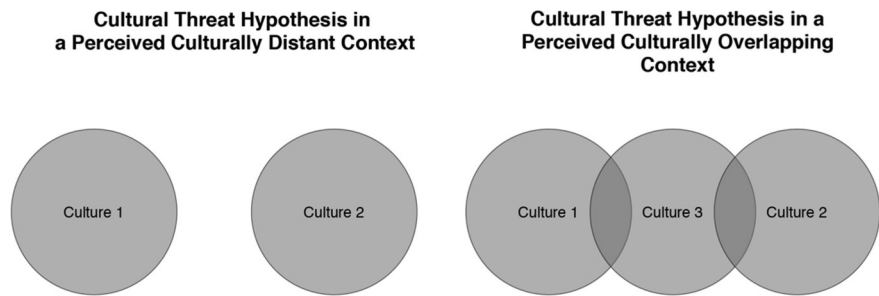 Cultural Threat Hypothesis in
a Perceived Culturally Distant Context
Cultural Threat Hypothesis in a
Perceived Culturally Overlapping
Context
Culture 1
Culture 2
Culture 1
Culture 3
Culture 2